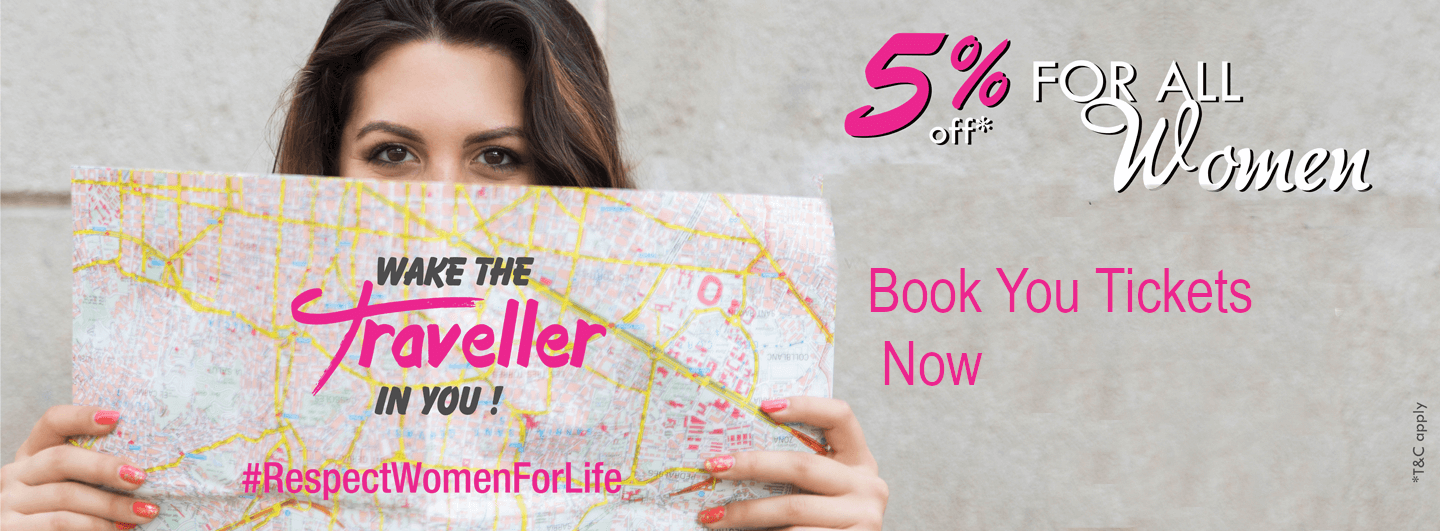 WAKE THE
Traveller
IN YOU !
#RespectWomenForLife
5% FOR ALL
off* Women
Book You Tickets
Now
*T&C apply